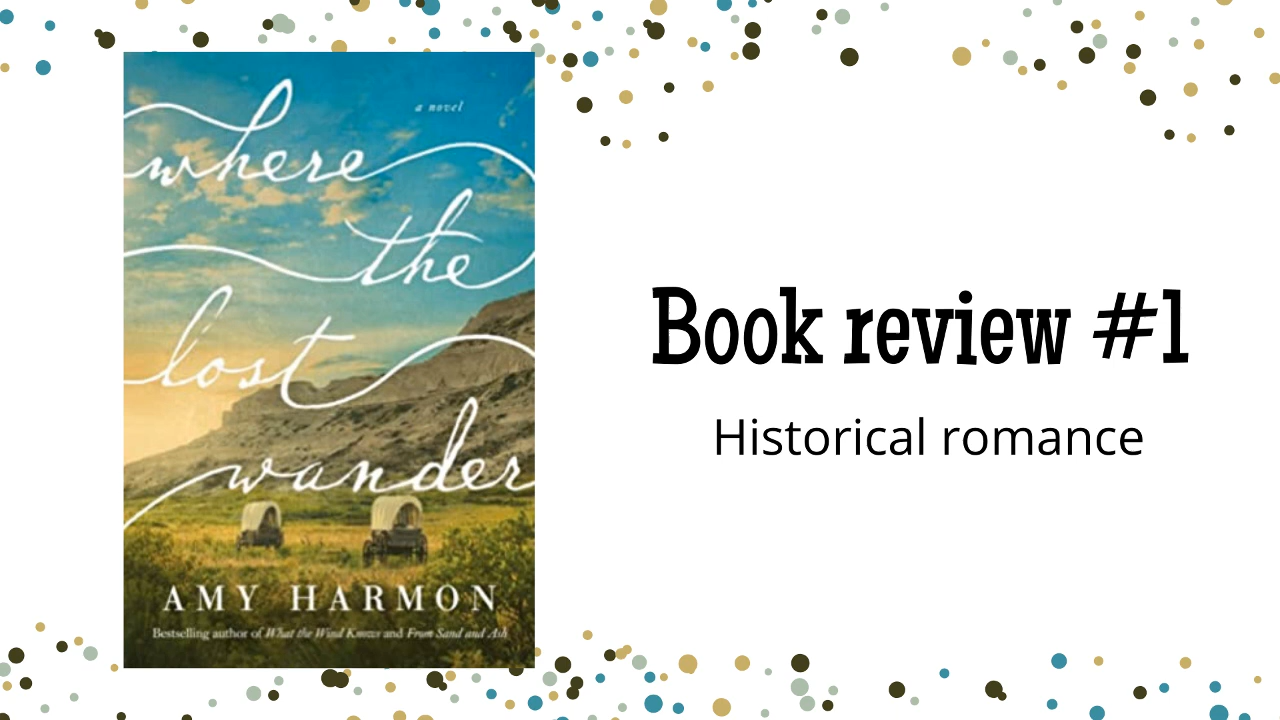 a novel
where
the
lost
wander
AMY HARMON
Bestselling author of What the Wind Knows and From Sand and Ash
Book review #1
Historical romance